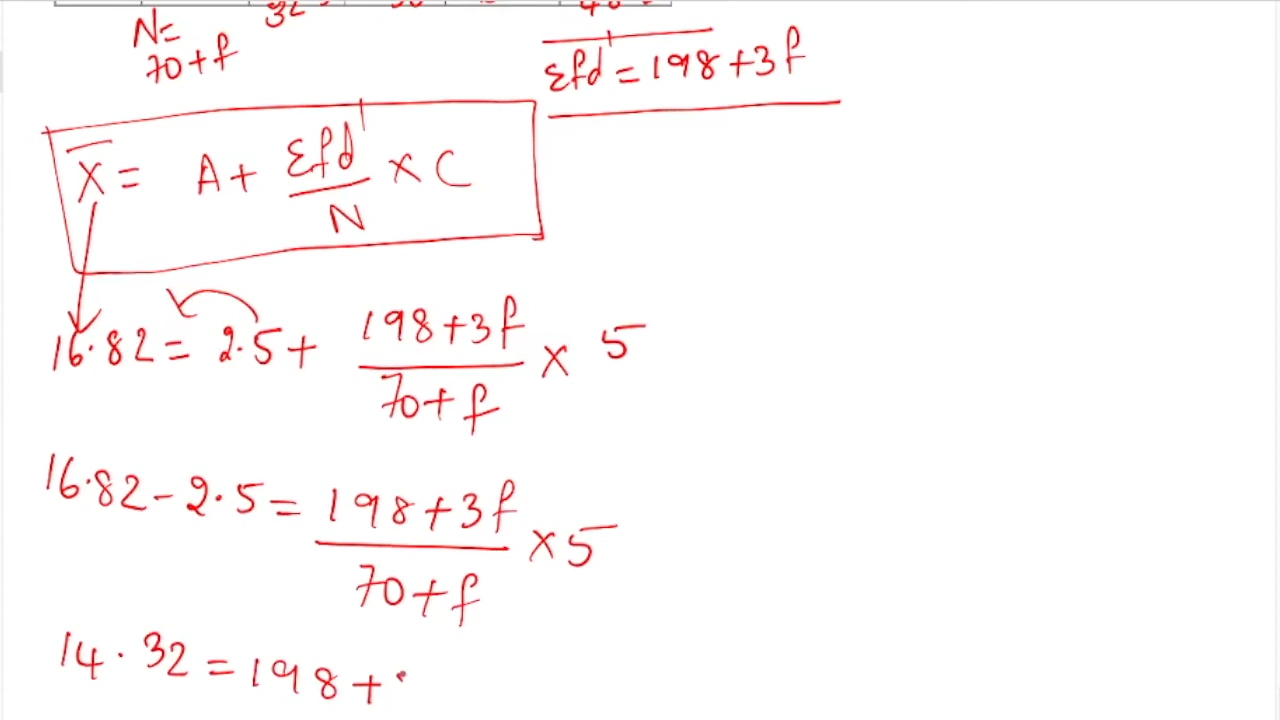 N=
70+f
Σfd' = 198+3f
X̄ = A + Σfd'/N × C
16.82 = 2.5 + 198+3f/70+f × 5
16.82 - 2.5 = 198+3f/70+f × 5
14.32 = 198 +